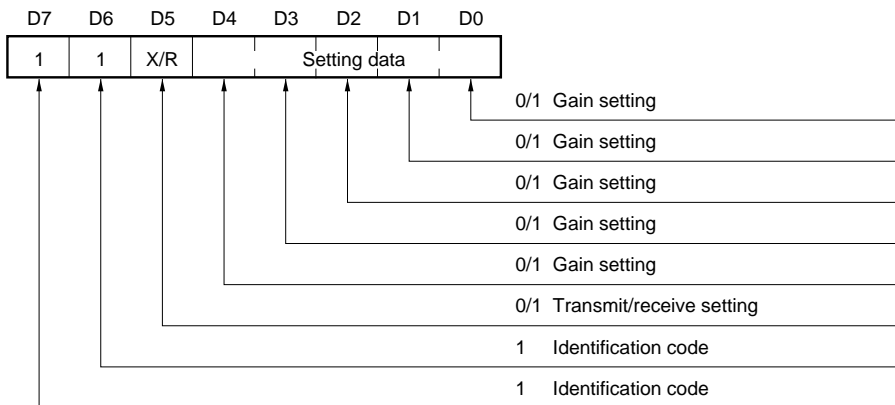 D7 D6 D5 D4 D3 D2 D1 D0
1 1 X/R Setting data
0/1 Gain setting
0/1 Gain setting
0/1 Gain setting
0/1 Gain setting
0/1 Gain setting
0/1 Transmit/receive setting
1 Identification code
1 Identification code